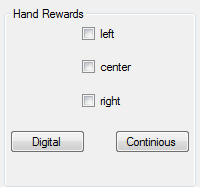 Hand Rewards
left
center
right
Digital Continious